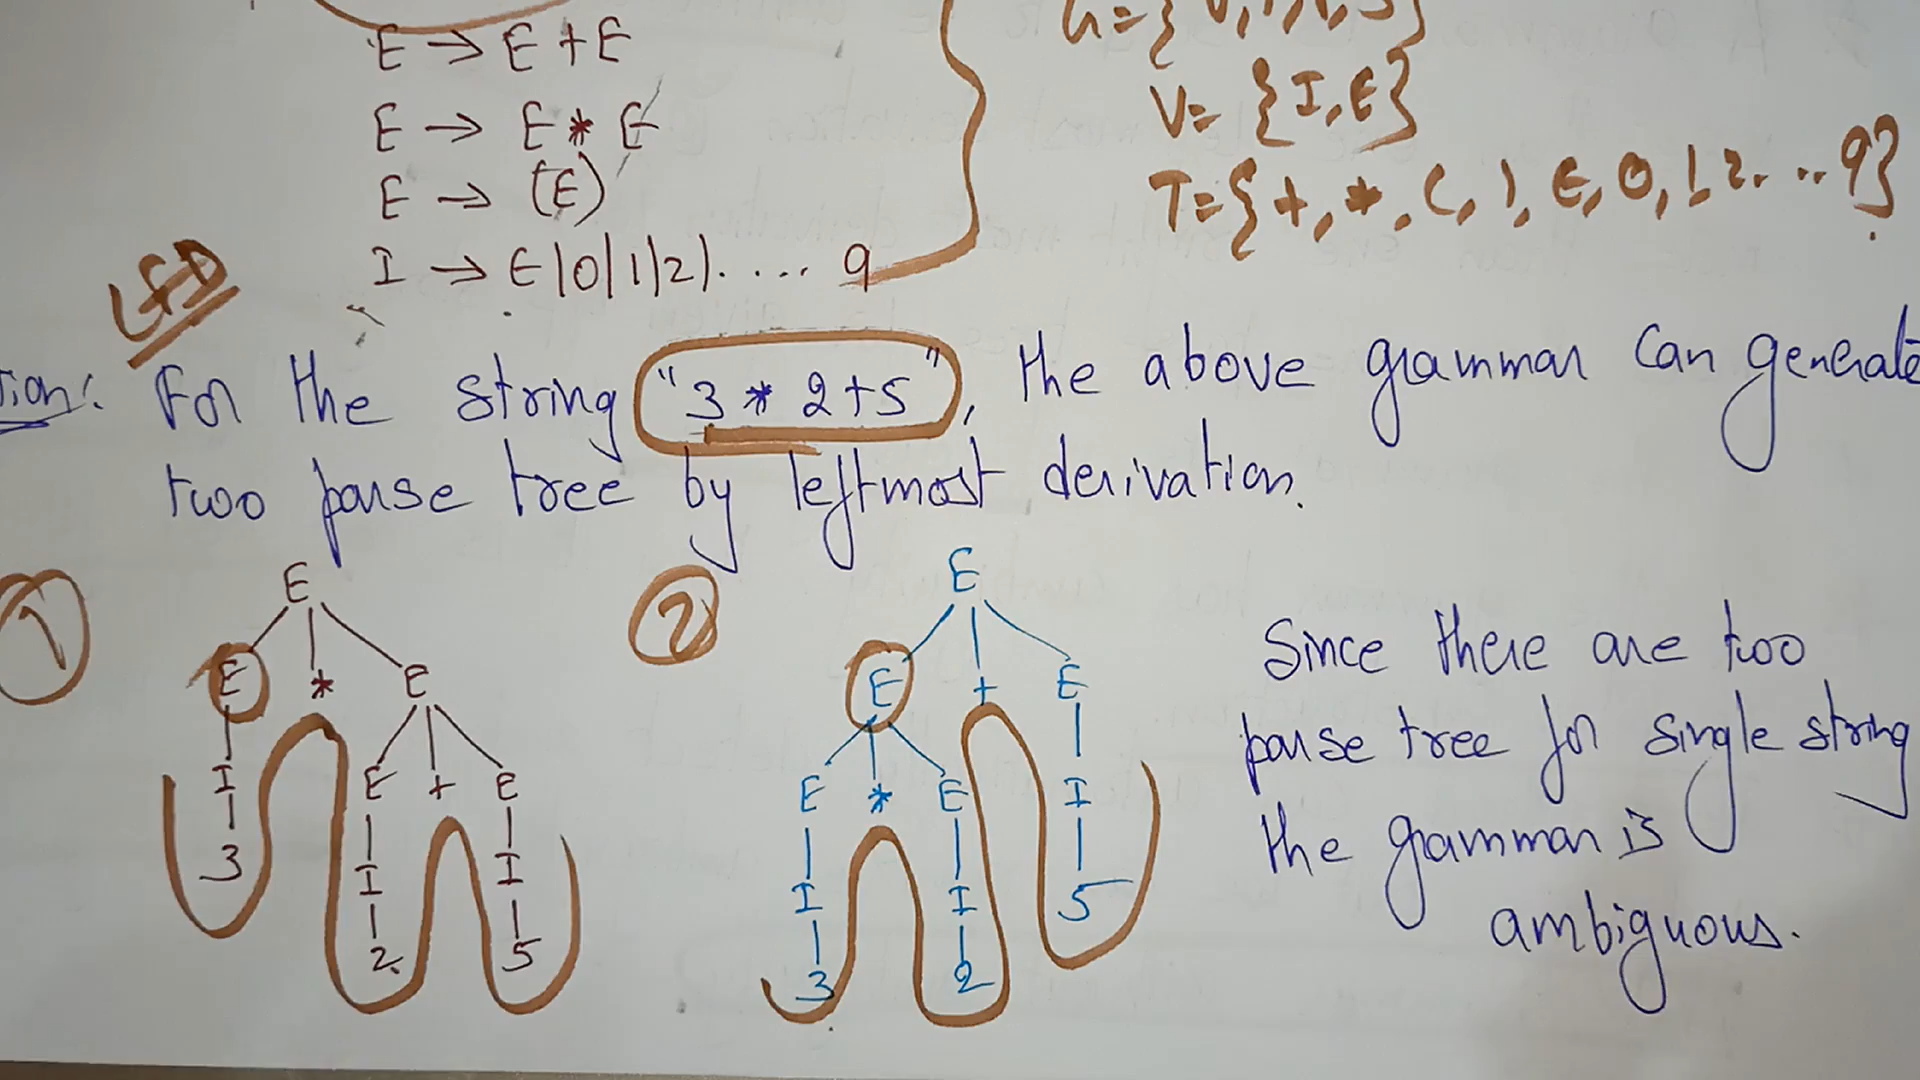 E → E + E
E → E * E
E → (E)
I → ϵ|0|1|2|.... 9
V= {I,E}
T={+,*,(,),ϵ,0,1,2...9}
LFD
For the string "3 * 2+5", the above grammar can generate
two parse tree by leftmost derivation.
1
E
E * E
I E + E
3 I I
2 5
2
E
E + E
E * E I
I I 5
3 2
Since there are two
parse tree for single string
the grammar is
ambiguous.